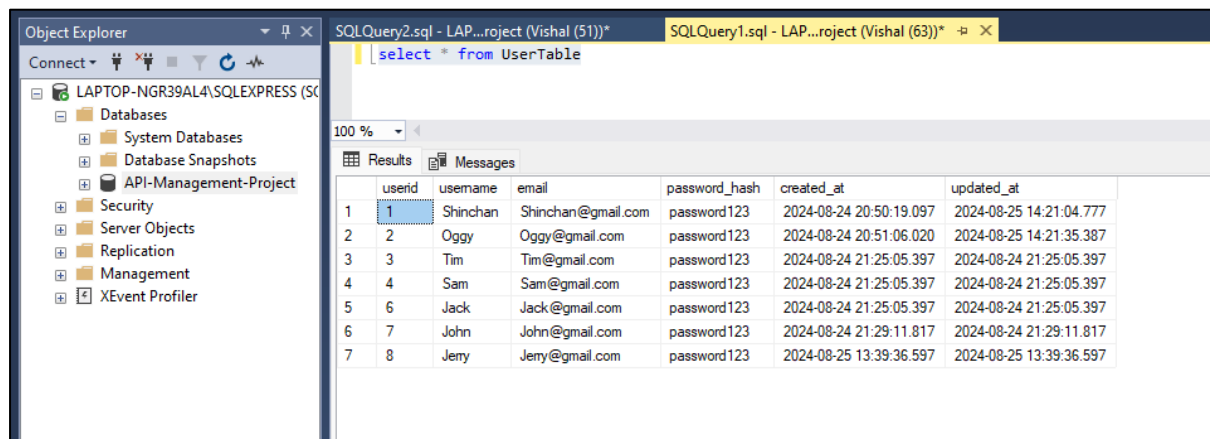 Object Explorer
Connect
LAPTOP-NGR39AL4\SQLEXPRESS (SC
Databases
System Databases
Database Snapshots
API-Management-Project
Security
Server Objects
Replication
Management
XEvent Profiler
SQLQuery2.sql - LAP...roject (Vishal (51))* SQLQuery1.sql - LAP...roject (Vishal (63))*
select * from UserTable
100 %
Results Messages
userid username email password_hash created_at updated_at
1 1 Shinchan Shinchan@gmail.com password123 2024-08-24 20:50:19.097 2024-08-25 14:21:04.777
2 2 Oggy Oggy@gmail.com password123 2024-08-24 20:51:06.020 2024-08-25 14:21:35.387
3 3 Tim Tim@gmail.com password123 2024-08-24 21:25:05.397 2024-08-24 21:25:05.397
4 4 Sam Sam@gmail.com password123 2024-08-24 21:25:05.397 2024-08-24 21:25:05.397
5 6 Jack Jack@gmail.com password123 2024-08-24 21:25:05.397 2024-08-24 21:25:05.397
6 7 John John@gmail.com password123 2024-08-24 21:29:11.817 2024-08-24 21:29:11.817
7 8 Jerry Jerry@gmail.com password123 2024-08-25 13:39:36.597 2024-08-25 13:39:36.597